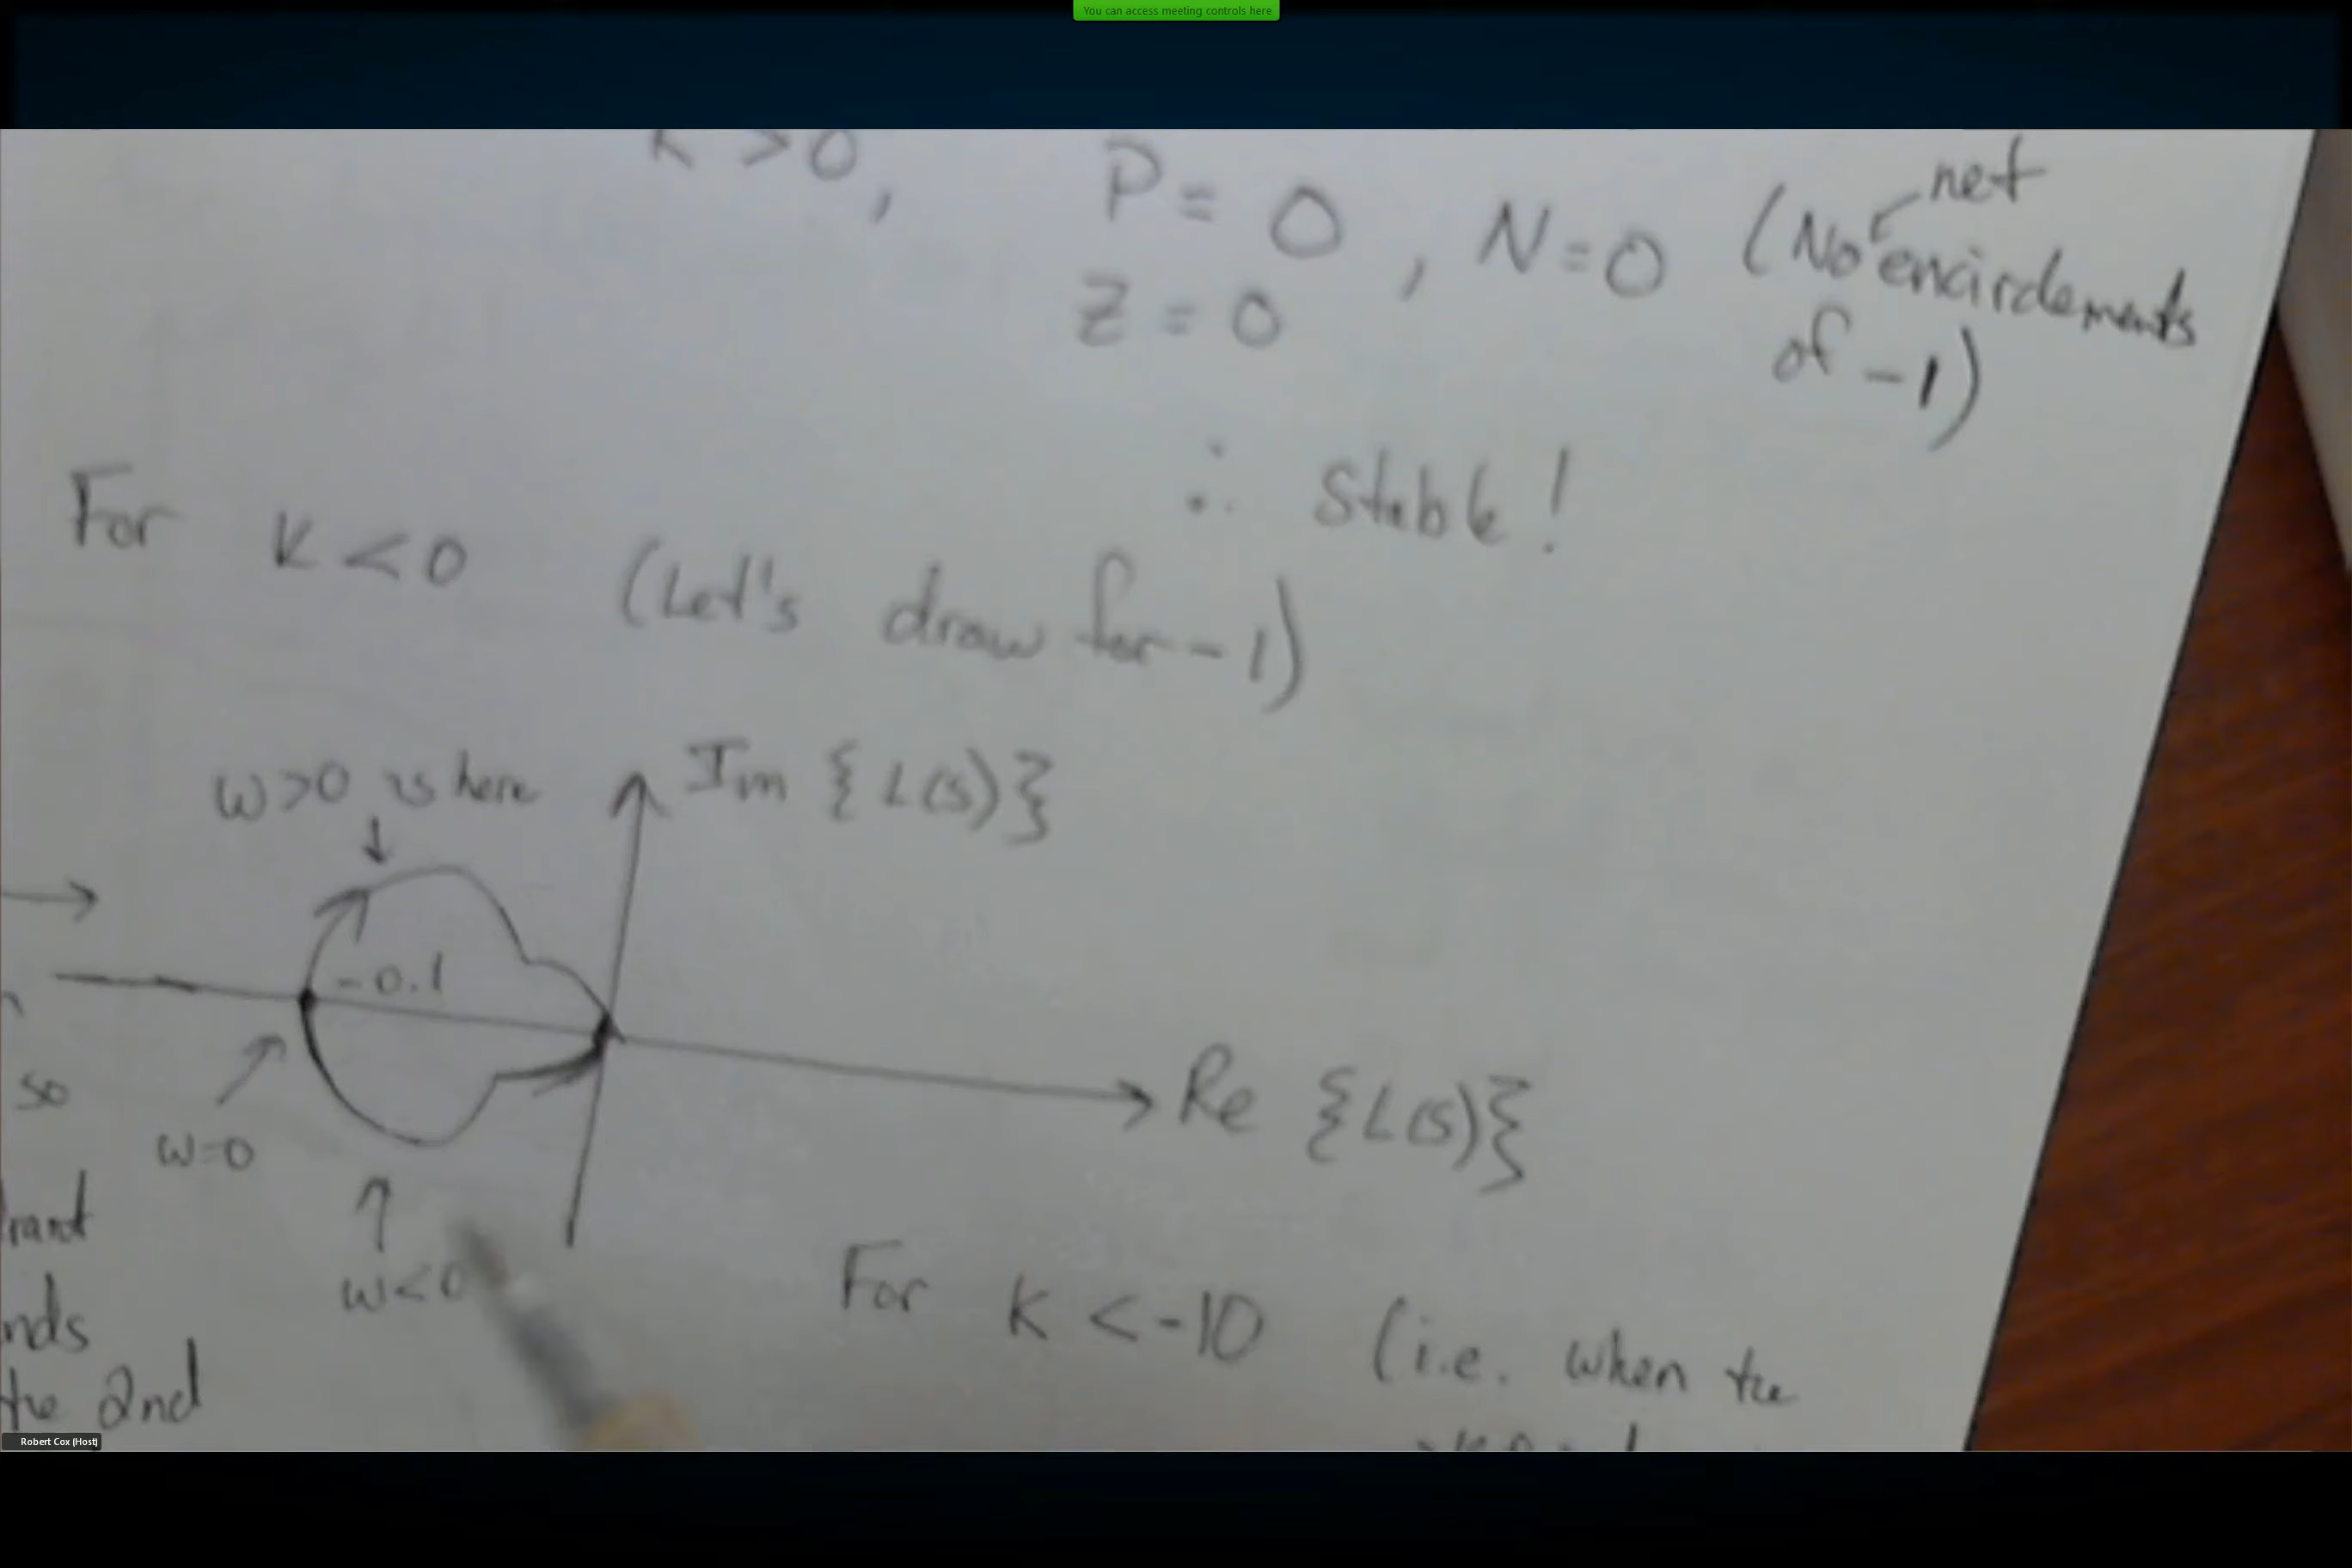 You can access meeting controls here
K > 0, P = 0, N = 0 (No net encirclements
Z = 0 of -1)
∴ Stable!
For K < 0 (Let's draw for -1)
w>0 is here Im {L(s)}
-0.1
so
w=0 Re {L(s)}
w<0
For K < -10 (i.e. when the
nds
the 2nd
Robert Cox (Host)